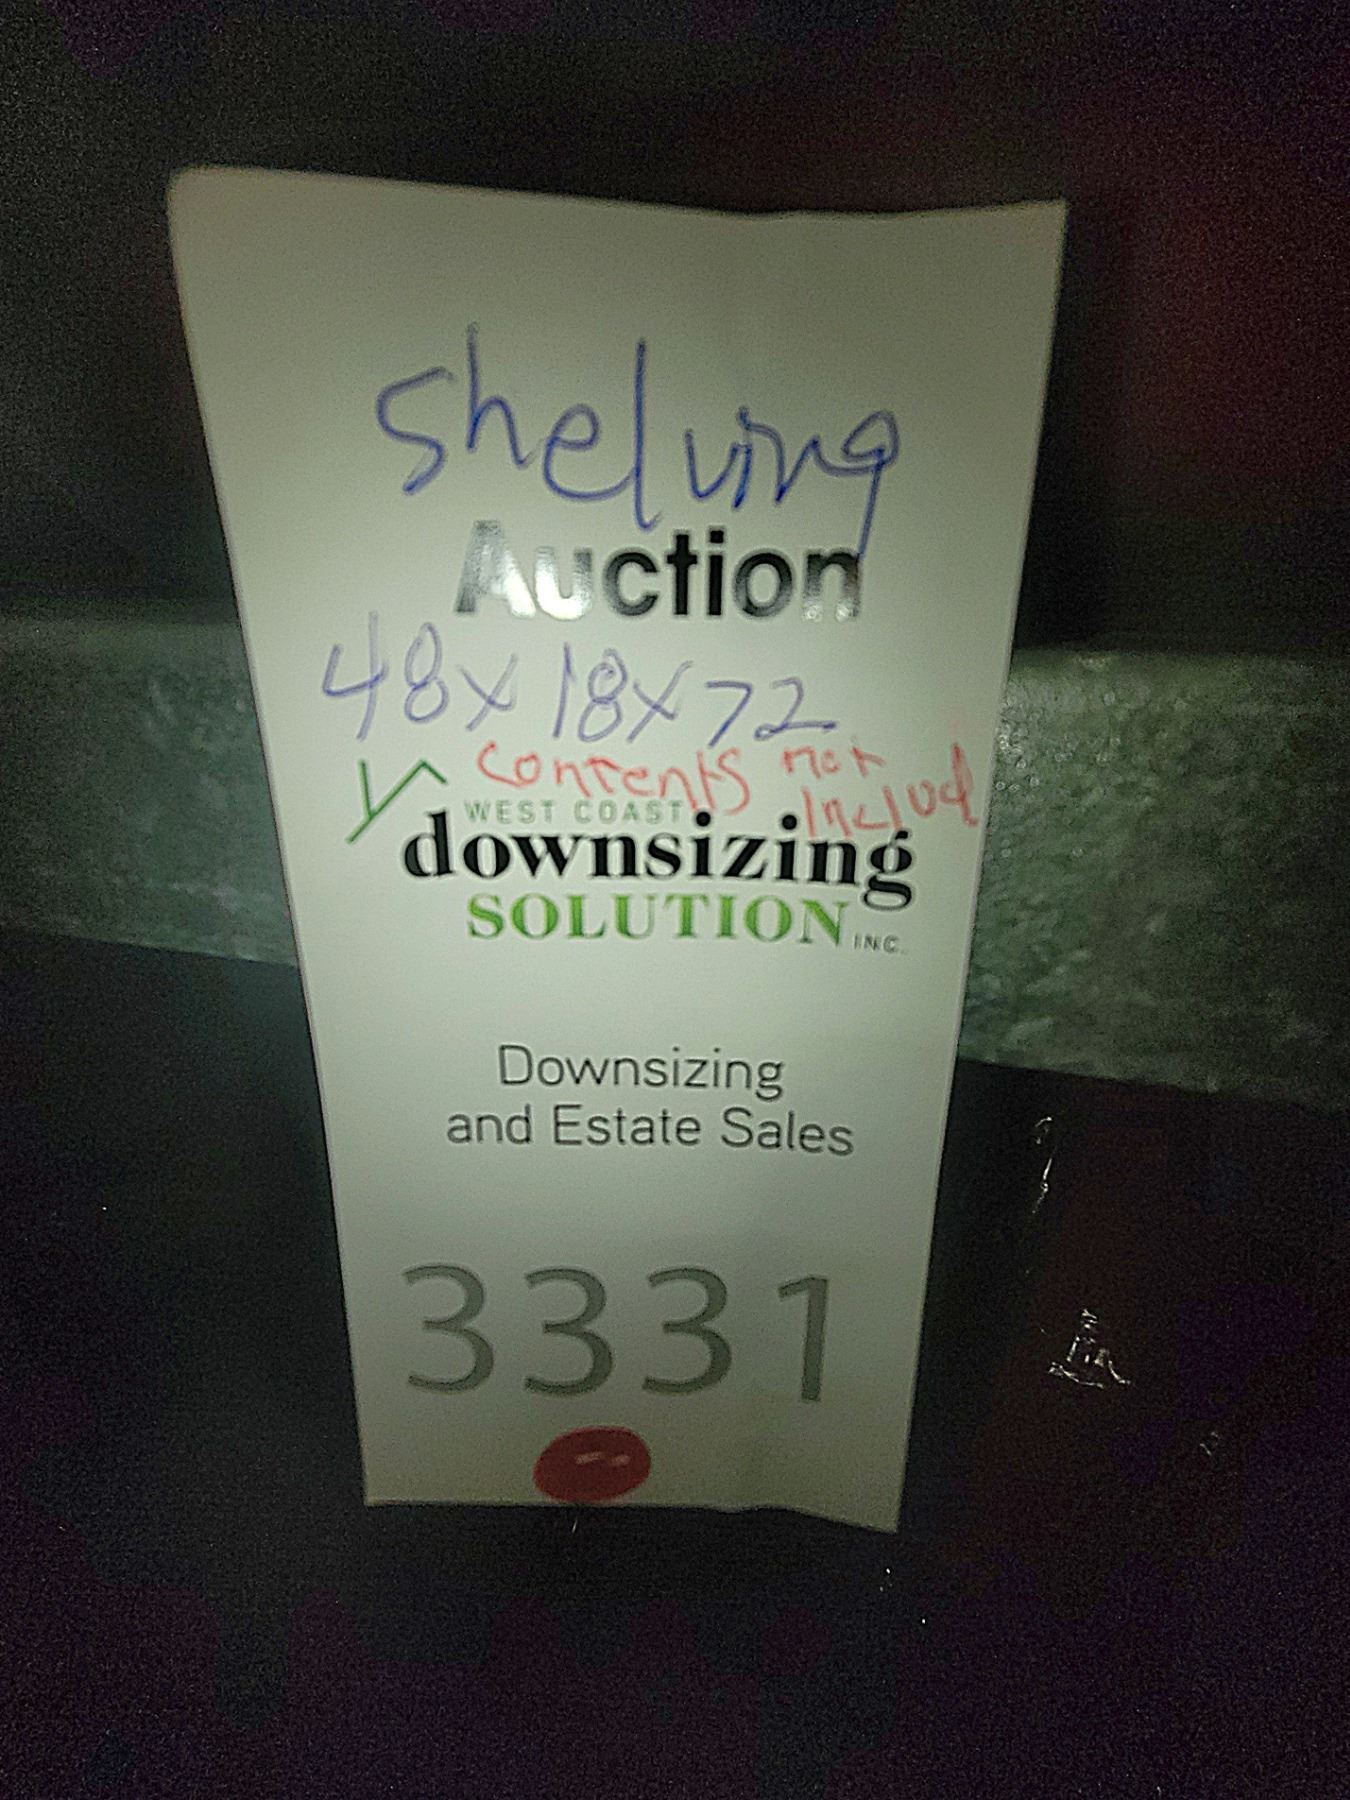 shelving
Auction
48x18x72
contents not
includ
WEST COAST
downsizing
SOLUTION INC.
Downsizing
and Estate Sales
3331